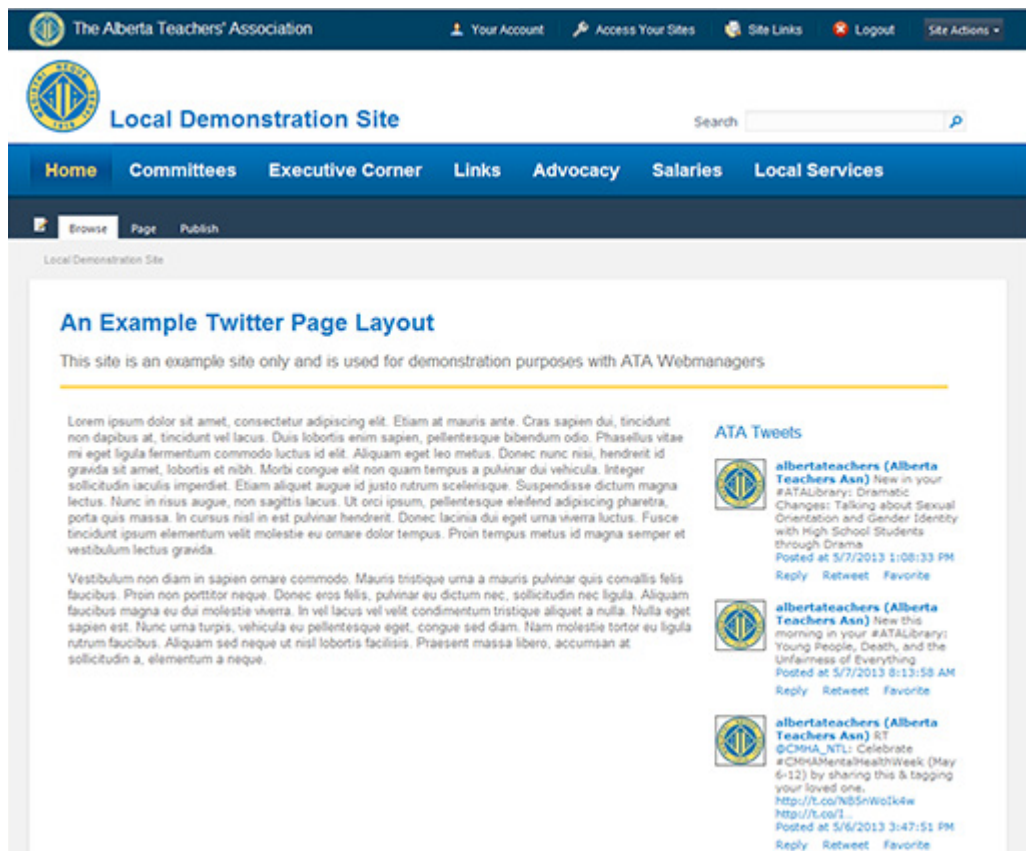 The Alberta Teachers' Association
Your Account
Access Your Sites
Site Links
Logout
Site Actions
Local Demonstration Site
Search
Home
Committees
Executive Corner
Links
Advocacy
Salaries
Local Services
Browse
Page
Publish
Local Demonstration Site
An Example Twitter Page Layout
This site is an example site only and is used for demonstration purposes with ATA Webmanagers
Lorem ipsum dolor sit amet, consectetur adipiscing elit. Etiam at mauris ante. Cras sapien dui, tincidunt
non dapibus at, tincidunt vel lacus. Duis lobortis enim sapien, pellentesque bibendum odio. Phasellus vitae
mi eget ligula fermentum commodo luctus id elit. Aliquam eget leo metus. Donec nunc nisi, hendrerit id
gravida sit amet, lobortis et nibh. Morbi congue elit non quam tempus a pulvinar dui vehicula. Integer
sollicitudin iaculis imperdiet. Etiam aliquet augue id justo rutrum scelerisque. Suspendisse dictum magna
lectus. Nunc in risus augue, non sagittis lacus. Ut orci ipsum, pellentesque eleifend adipiscing pharetra,
porta quis massa. In cursus nisl in est pulvinar hendrerit. Donec lacinia dui eget urna viverra luctus. Fusce
tincidunt ipsum elementum velit molestie eu ornare dolor tempus. Proin tempus metus id magna semper et
vestibulum lectus gravida.
Vestibulum non diam in sapien ornare commodo. Mauris tristique urna a mauris pulvinar quis convallis felis
faucibus. Proin non porttitor neque. Donec eros felis, pulvinar eu dictum nec, sollicitudin nec ligula. Aliquam
faucibus magna eu dui molestie viverra. In vel lacus vel velit condimentum tristique aliquet a nulla. Nulla eget
sapien est. Nunc urna turpis, vehicula eu pellentesque eget, congue sed diam. Nam molestie tortor eu ligula
rutrum faucibus. Aliquam sed neque ut nisl lobortis facilisis. Praesent massa libero, accumsan at
sollicitudin a, elementum a neque.
ATA Tweets
albertateachers (Alberta
Teachers Asn) New in your
#ATALibrary: Dramatic
Changes: Talking about Sexual
Orientation and Gender Identity
with High School Students
through Drama
Posted at 5/7/2013 1:08:33 PM
Reply Retweet Favorite
albertateachers (Alberta
Teachers Asn) New this
morning in your #ATALibrary:
Young People, Death, and the
Unfairness of Everything
Posted at 5/7/2013 8:13:58 AM
Reply Retweet Favorite
albertateachers (Alberta
Teachers Asn) RT
@CMHA_NTL: Celebrate
#CMHAMentalHealthWeek (May
6-12) by sharing this & tagging
your loved one.
http://t.co/NB5nWoIk4w
http://t.co/I...
Posted at 5/6/2013 3:47:51 PM
Reply Retweet Favorite